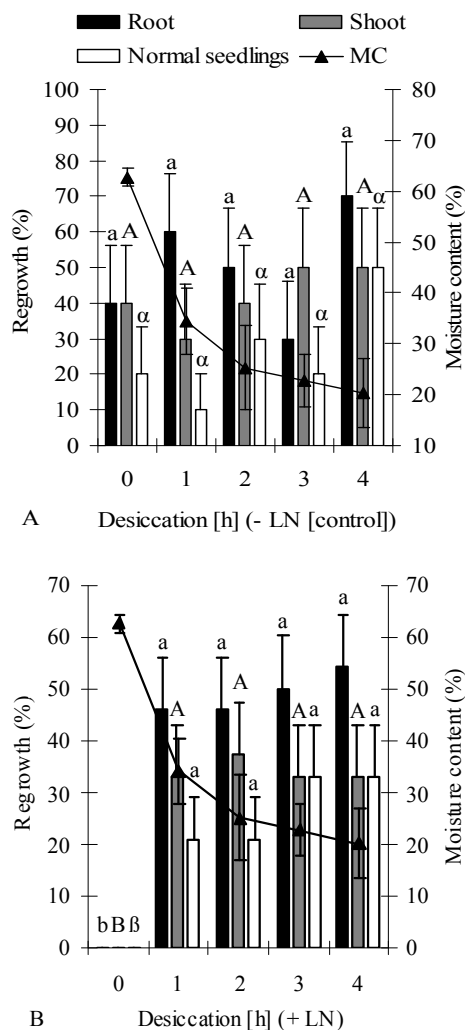 Root Shoot
Normal seedlings MC
100 80
90
80 70
70 60
60
50 50
40 40
30 30
20
10 20
0 10
a A α a A α a A α a A α a A α
0 1 2 3 4
Regrowth (%)
Moisture content (%)
A Desiccation [h] (- LN [control])
70 70
60 60
50 50
40 40
30 30
20 20
10 10
0 0
b B ß a A a a A a a A a a A a
0 1 2 3 4
Regrowth (%)
Moisture content (%)
B Desiccation [h] (+ LN)